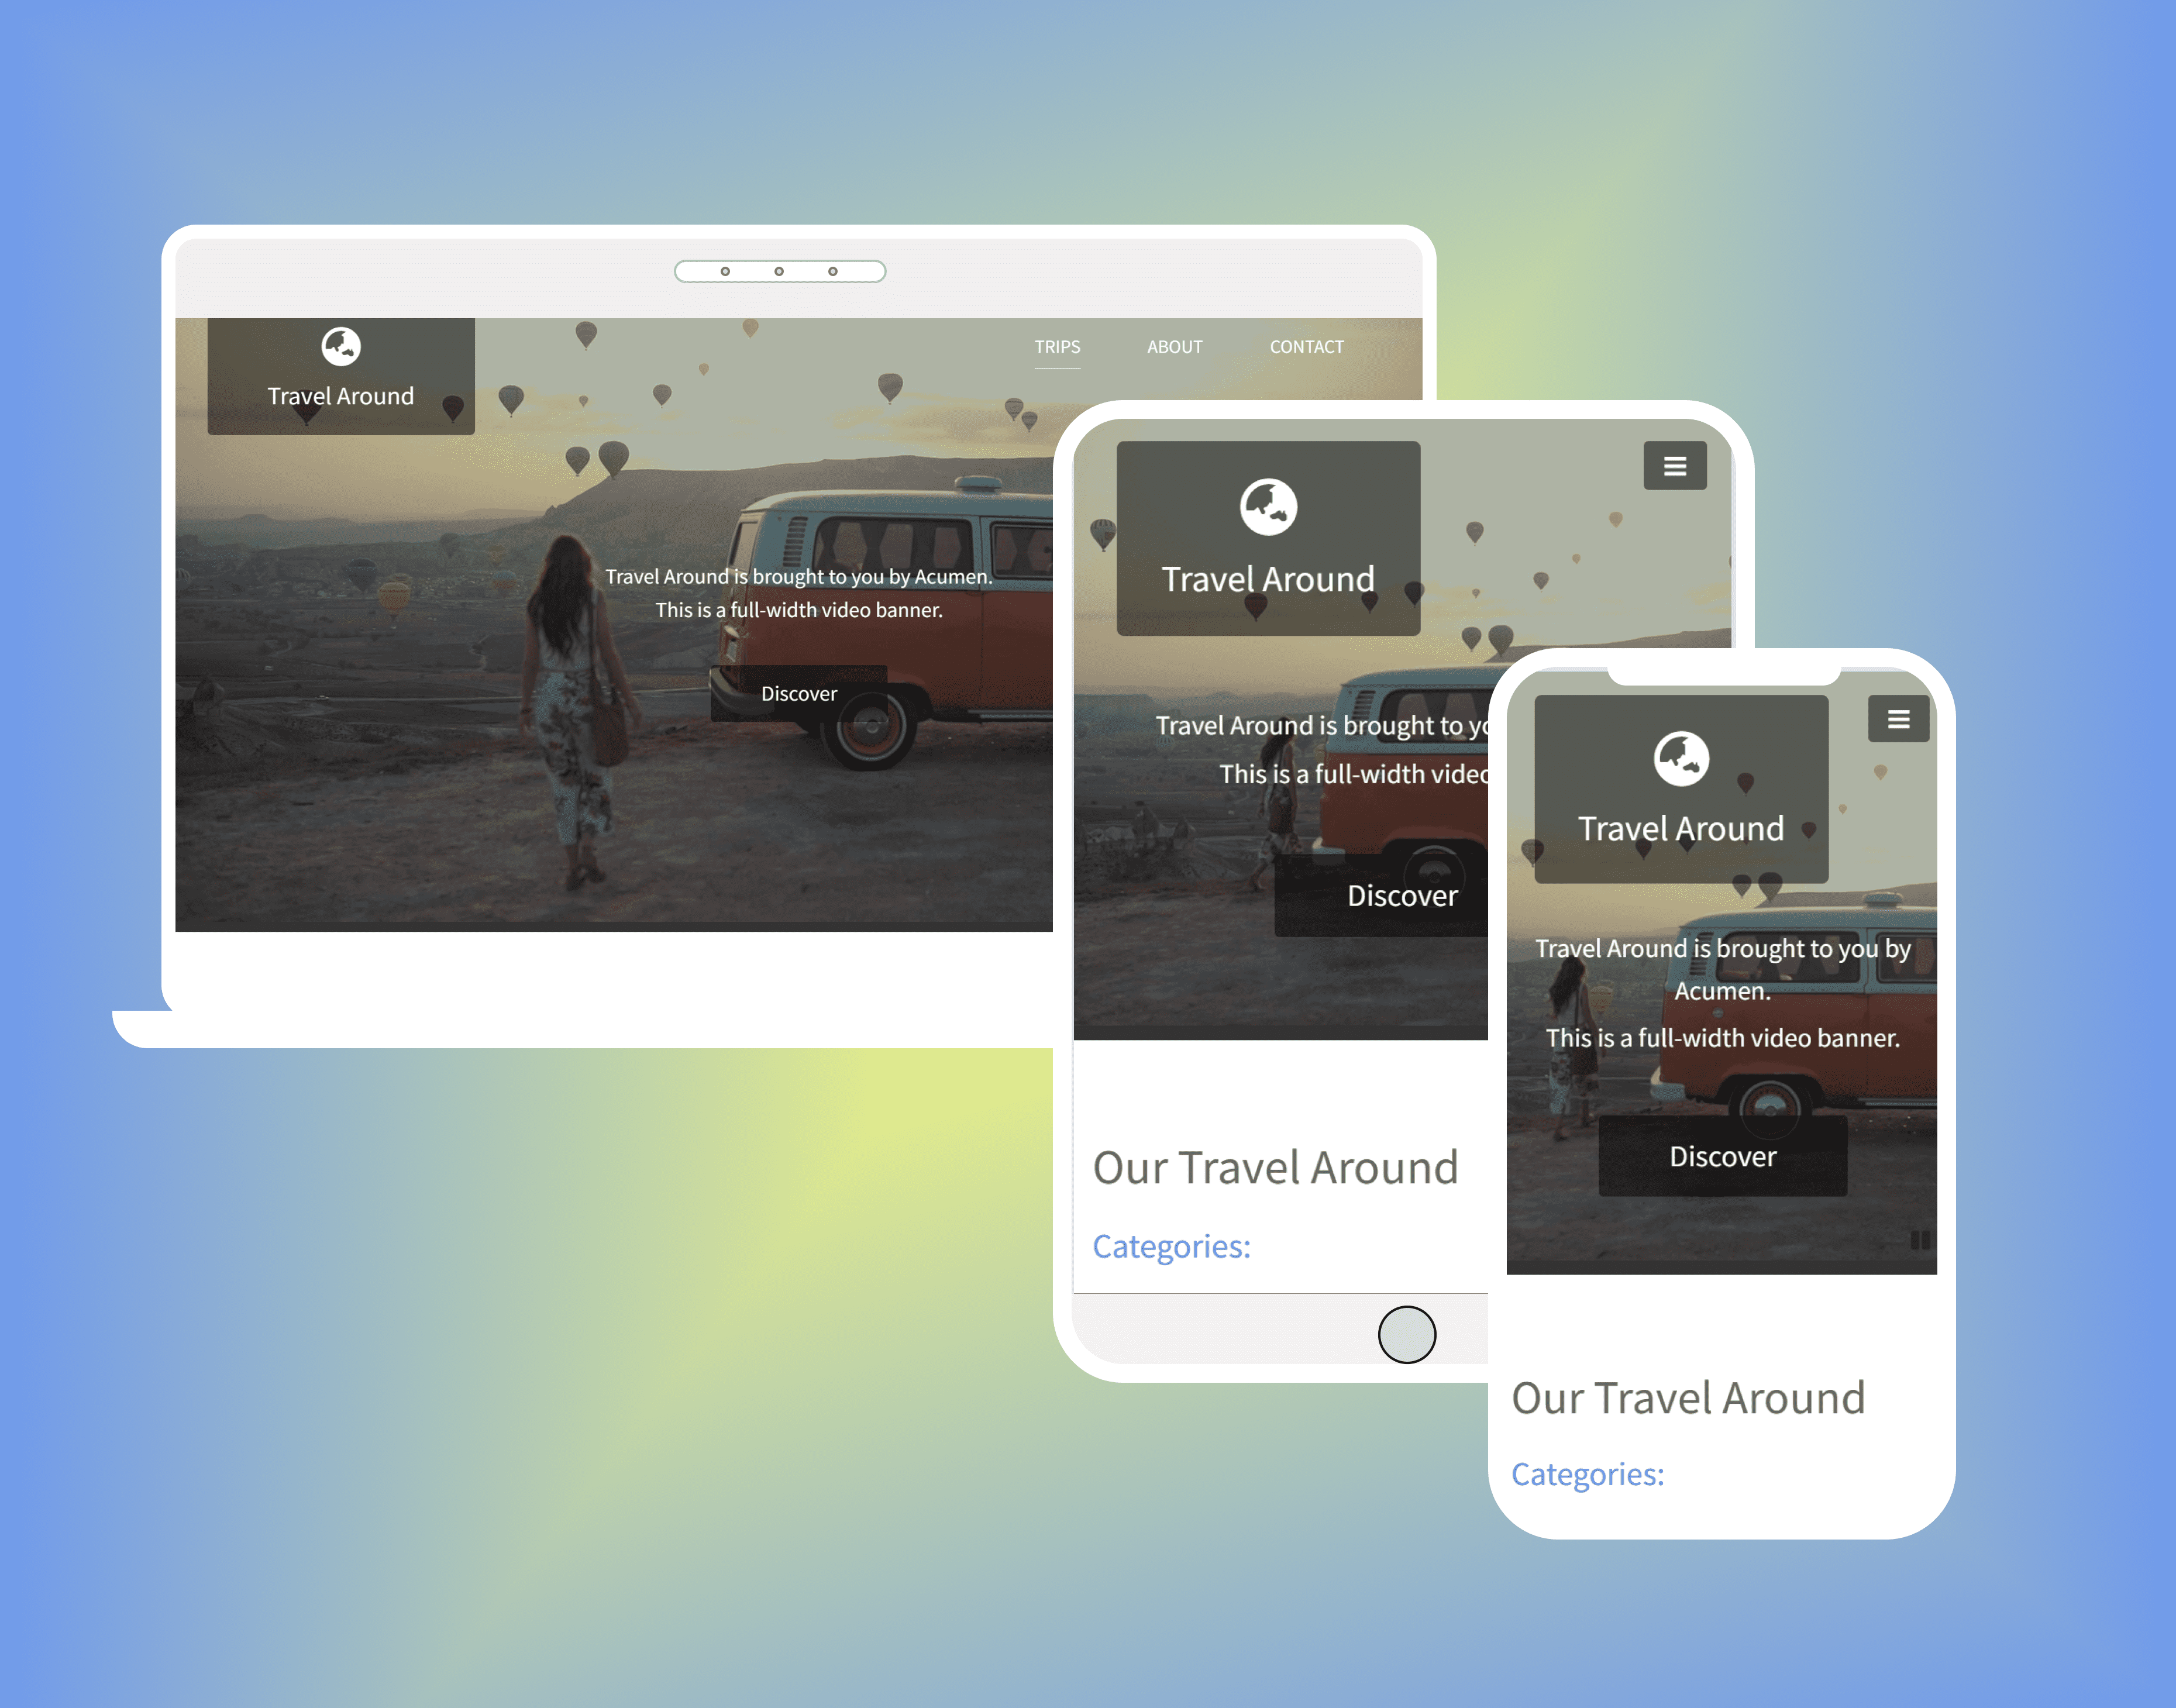 Travel Around
TRIPS ABOUT CONTACT
Travel Around is brought to you by Acumen.
This is a full-width video banner.
Discover
Travel Around
Travel Around is brought to yo
This is a full-width videc
Discover
Our Travel Around
Categories:
Travel Around
Travel Around is brought to you by
Acumen.
This is a full-width video banner.
Discover
Our Travel Around
Categories: